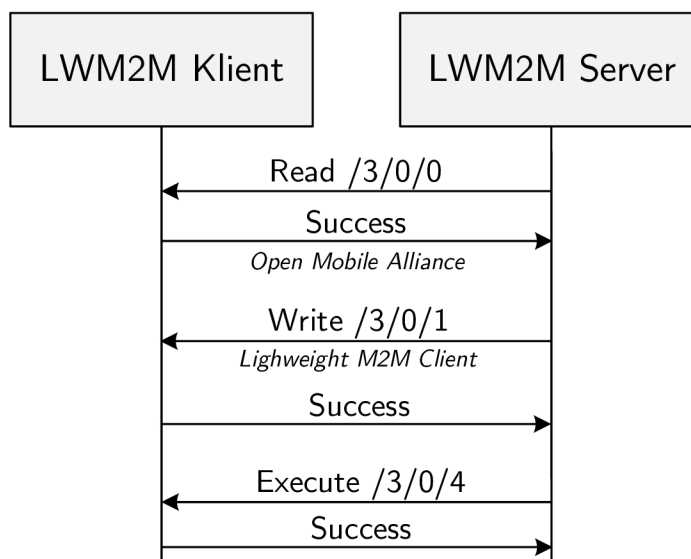 LWM2M Klient
LWM2M Server
Read /3/0/0
Success
Open Mobile Alliance
Write /3/0/1
Lighweight M2M Client
Success
Execute /3/0/4
Success